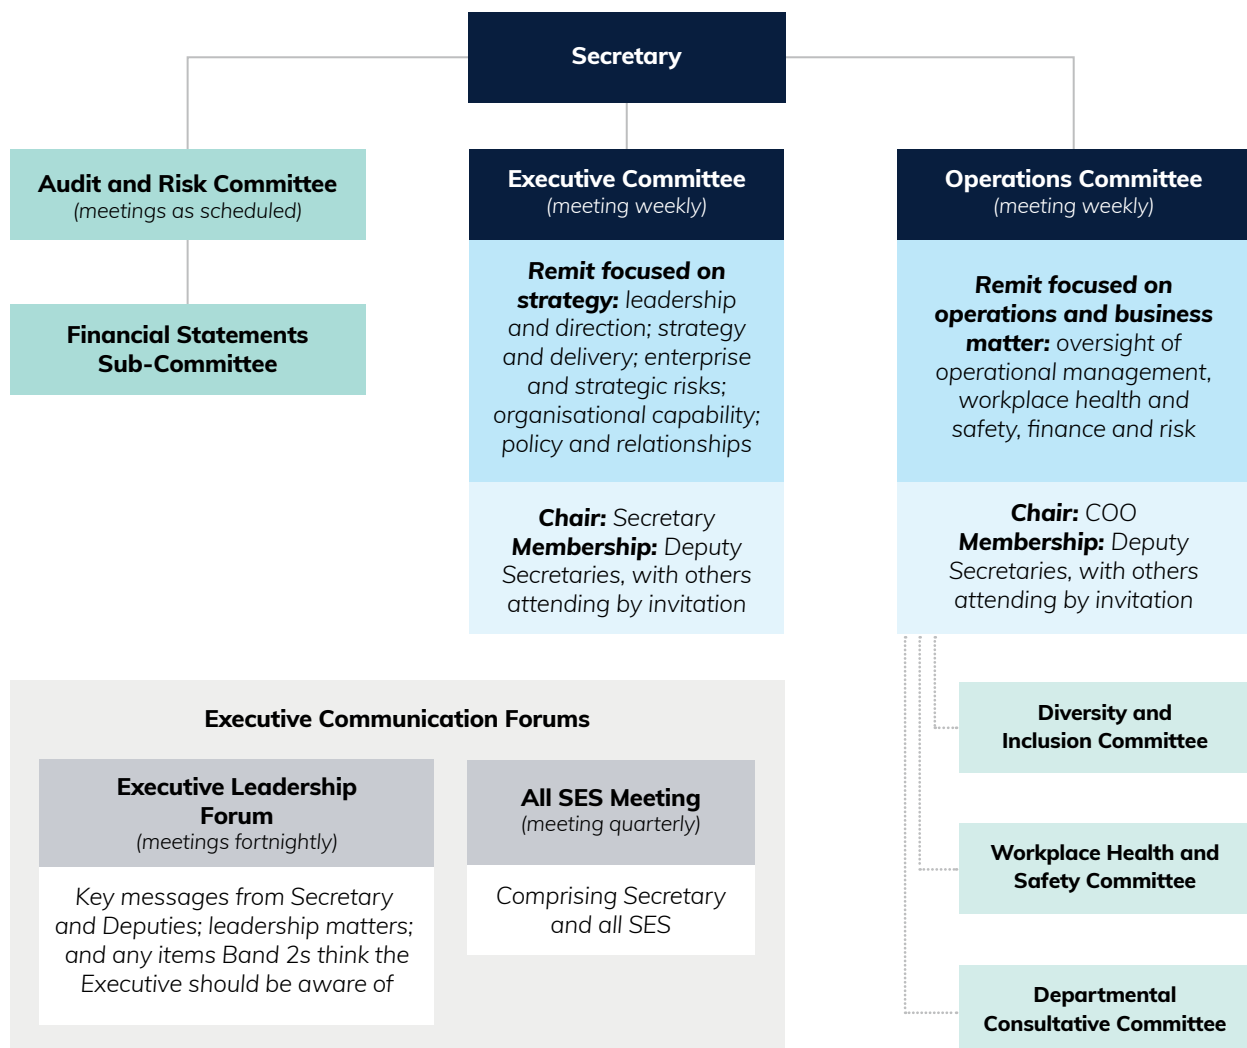 Secretary
Audit and Risk Committee
(meetings as scheduled)
Financial Statements
Sub-Committee
Executive Committee
(meeting weekly)
Remit focused on
strategy: leadership
and direction; strategy
and delivery; enterprise
and strategic risks;
organisational capability;
policy and relationships
Chair: Secretary
Membership: Deputy
Secretaries, with others
attending by invitation
Operations Committee
(meeting weekly)
Remit focused on
operations and business
matter: oversight of
operational management,
workplace health and
safety, finance and risk
Chair: COO
Membership: Deputy
Secretaries, with others
attending by invitation
Diversity and
Inclusion Committee
Workplace Health and
Safety Committee
Departmental
Consultative Committee
Executive Communication Forums
Executive Leadership
Forum
(meetings fortnightly)
Key messages from Secretary
and Deputies; leadership matters;
and any items Band 2s think the
Executive should be aware of
All SES Meeting
(meeting quarterly)
Comprising Secretary
and all SES